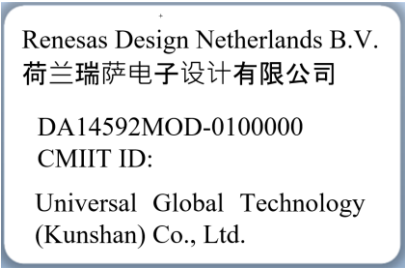 Renesas Design Netherlands B.V.
荷兰瑞萨电子设计有限公司
DA14592MOD-0100000
CMIIT ID:
Universal Global Technology
(Kunshan) Co., Ltd.